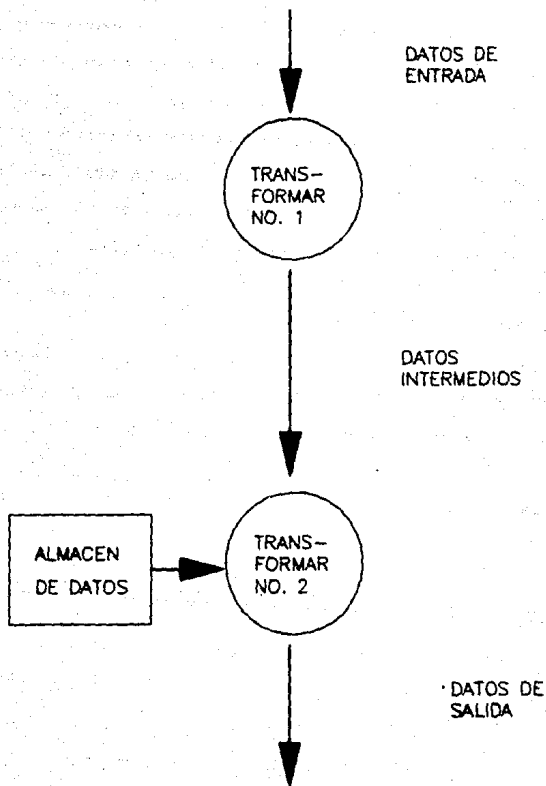 DATOS DE
ENTRADA
TRANS-
FORMAR
NO. 1
DATOS
INTERMEDIOS
ALMACEN
DE DATOS
TRANS-
FORMAR
NO. 2
DATOS DE
SALIDA